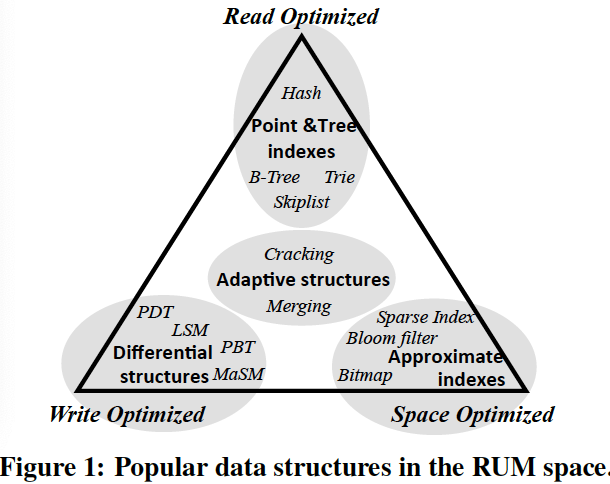 Read Optimized
Hash
Point &Tree
indexes
B-Tree Trie
Skiplist
Cracking
Adaptive structures
Merging
PDT
LSM
PBT
Differential
structures
MaSM
Sparse Index
Bloom filter
Approximate
indexes
Bitmap
Write Optimized
Space Optimized
Figure 1: Popular data structures in the RUM space.